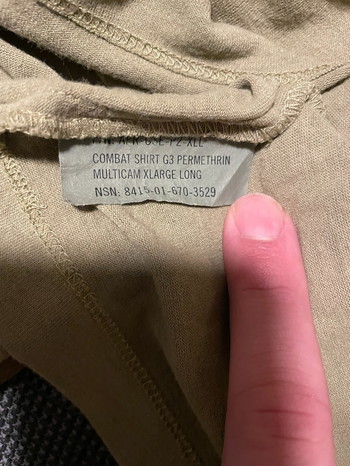 COMBAT SHIRT G3 PERMETHRIN
MULTICAM XLARGE LONG
NSN: 8415-01-670-3529